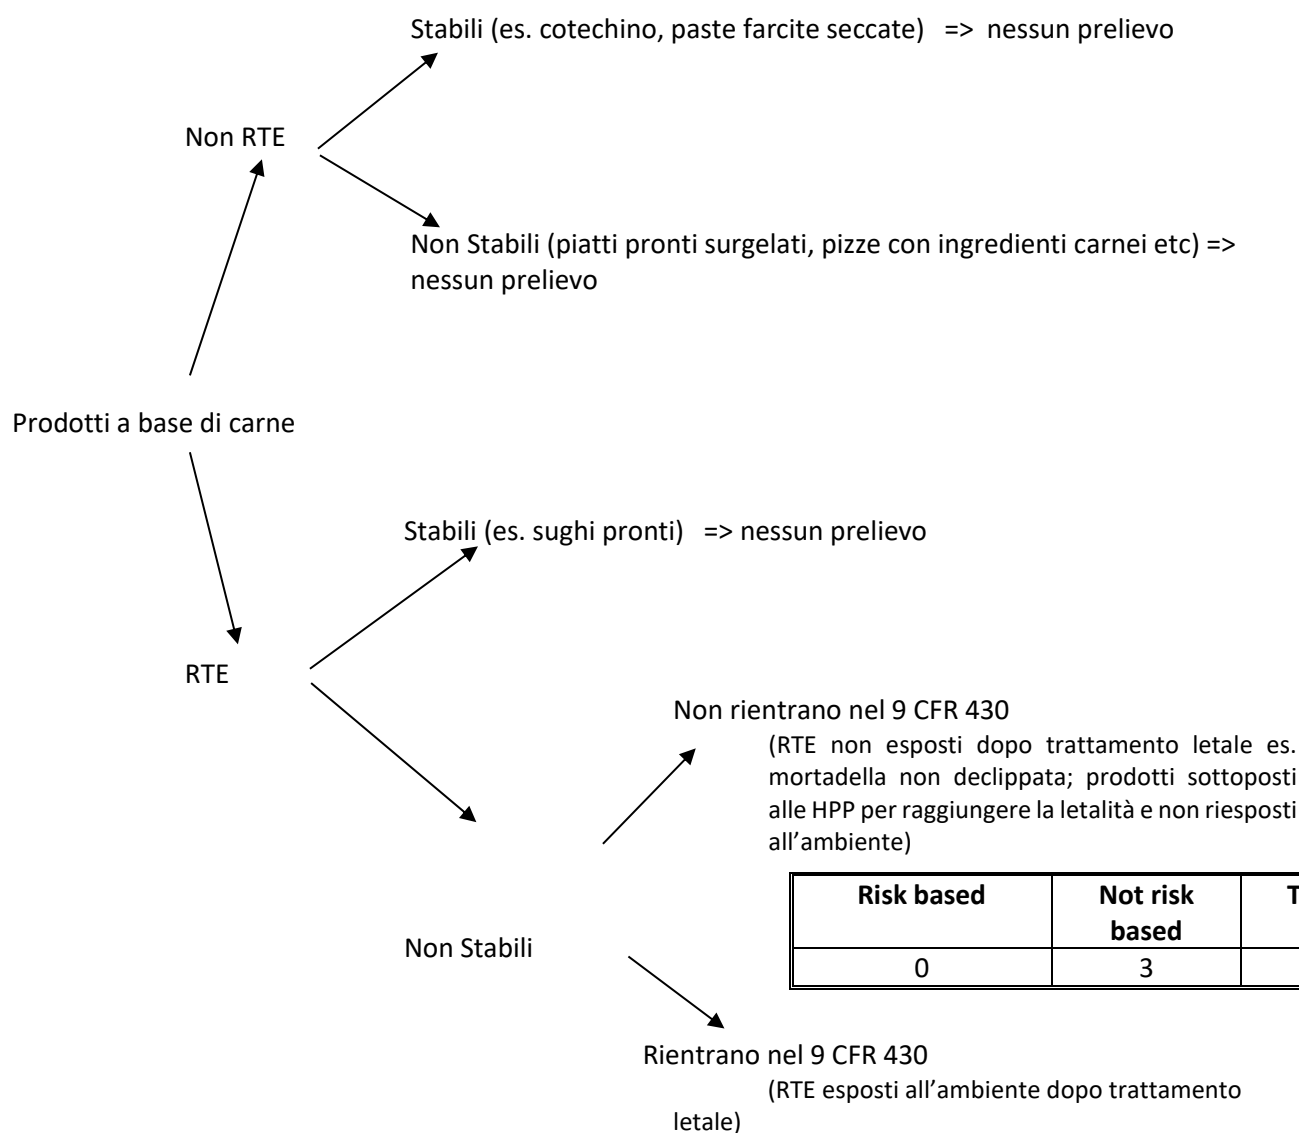 Stabili (es. cotechino, paste farcite seccate)   => nessun prelievo
Non RTE
Non Stabili (piatti pronti surgelati, pizze con ingredienti carnei etc) =>
nessun prelievo
Prodotti a base di carne
Stabili (es. sughi pronti)   => nessun prelievo
RTE
Non rientrano nel 9 CFR 430
(RTE non esposti dopo trattamento letale es.
mortadella non declippata; prodotti sottoposti
alle HPP per raggiungere la letalità e non riesposti
all’ambiente)
Risk based Not risk T
based
0 3
Non Stabili
Rientrano nel 9 CFR 430
(RTE esposti all’ambiente dopo trattamento
letale)